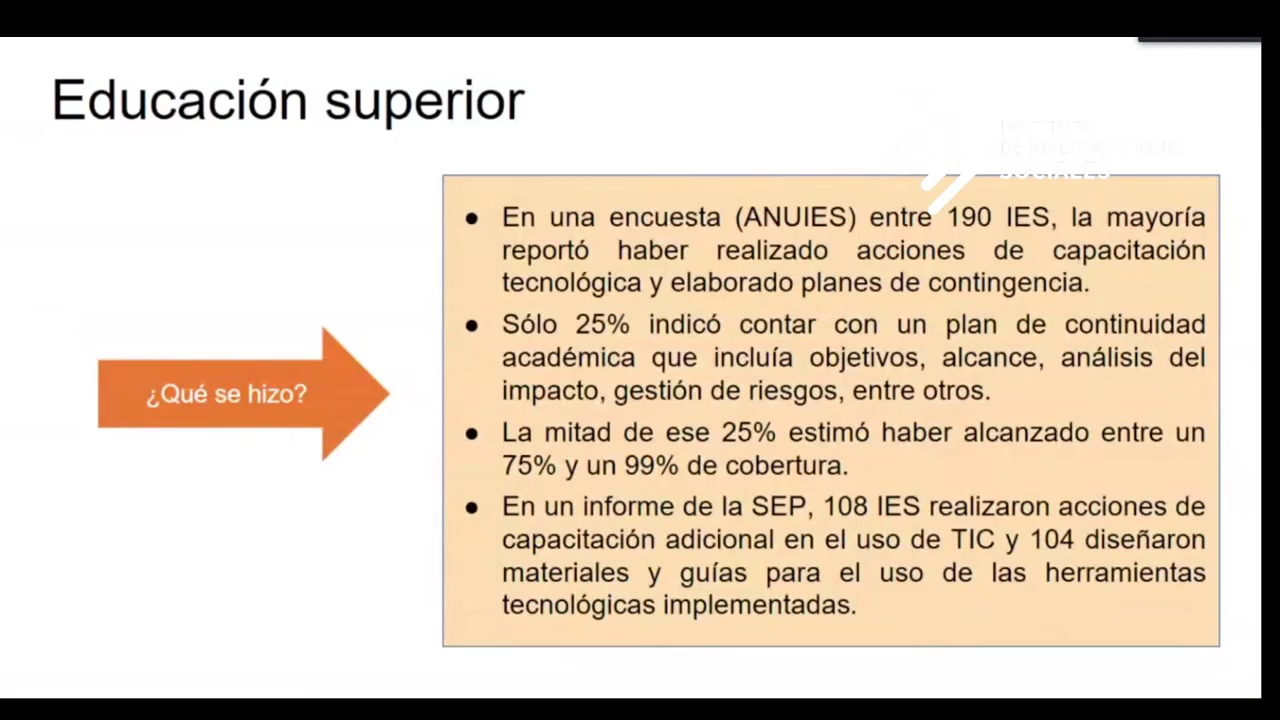 Educación superior
SOCIALES
¿Qué se hizo?
● En una encuesta (ANUIES) entre 190 IES, la mayoría
reportó haber realizado acciones de capacitación
tecnológica y elaborado planes de contingencia.
● Sólo 25% indicó contar con un plan de continuidad
académica que incluía objetivos, alcance, análisis del
impacto, gestión de riesgos, entre otros.
● La mitad de ese 25% estimó haber alcanzado entre un
75% y un 99% de cobertura.
● En un informe de la SEP, 108 IES realizaron acciones de
capacitación adicional en el uso de TIC y 104 diseñaron
materiales y guías para el uso de las herramientas
tecnológicas implementadas.